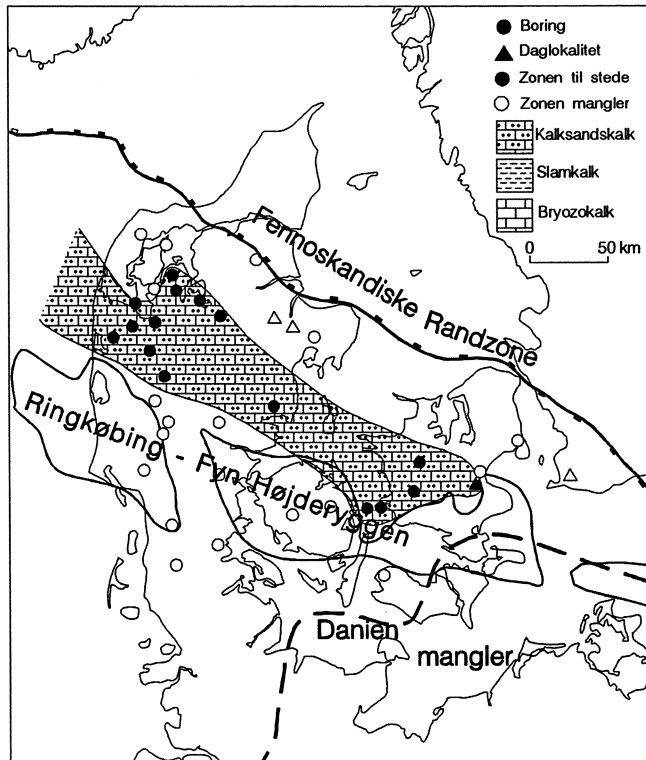 Boring
Daglokalitet
Zonen til stede
Zonen mangler
Kalksandskalk
Slamkalk
Bryozokalk
0 50 km
Fennoskandiske Randzone
Ringkøbing - Fyn Højderyggen
Danien
mangler